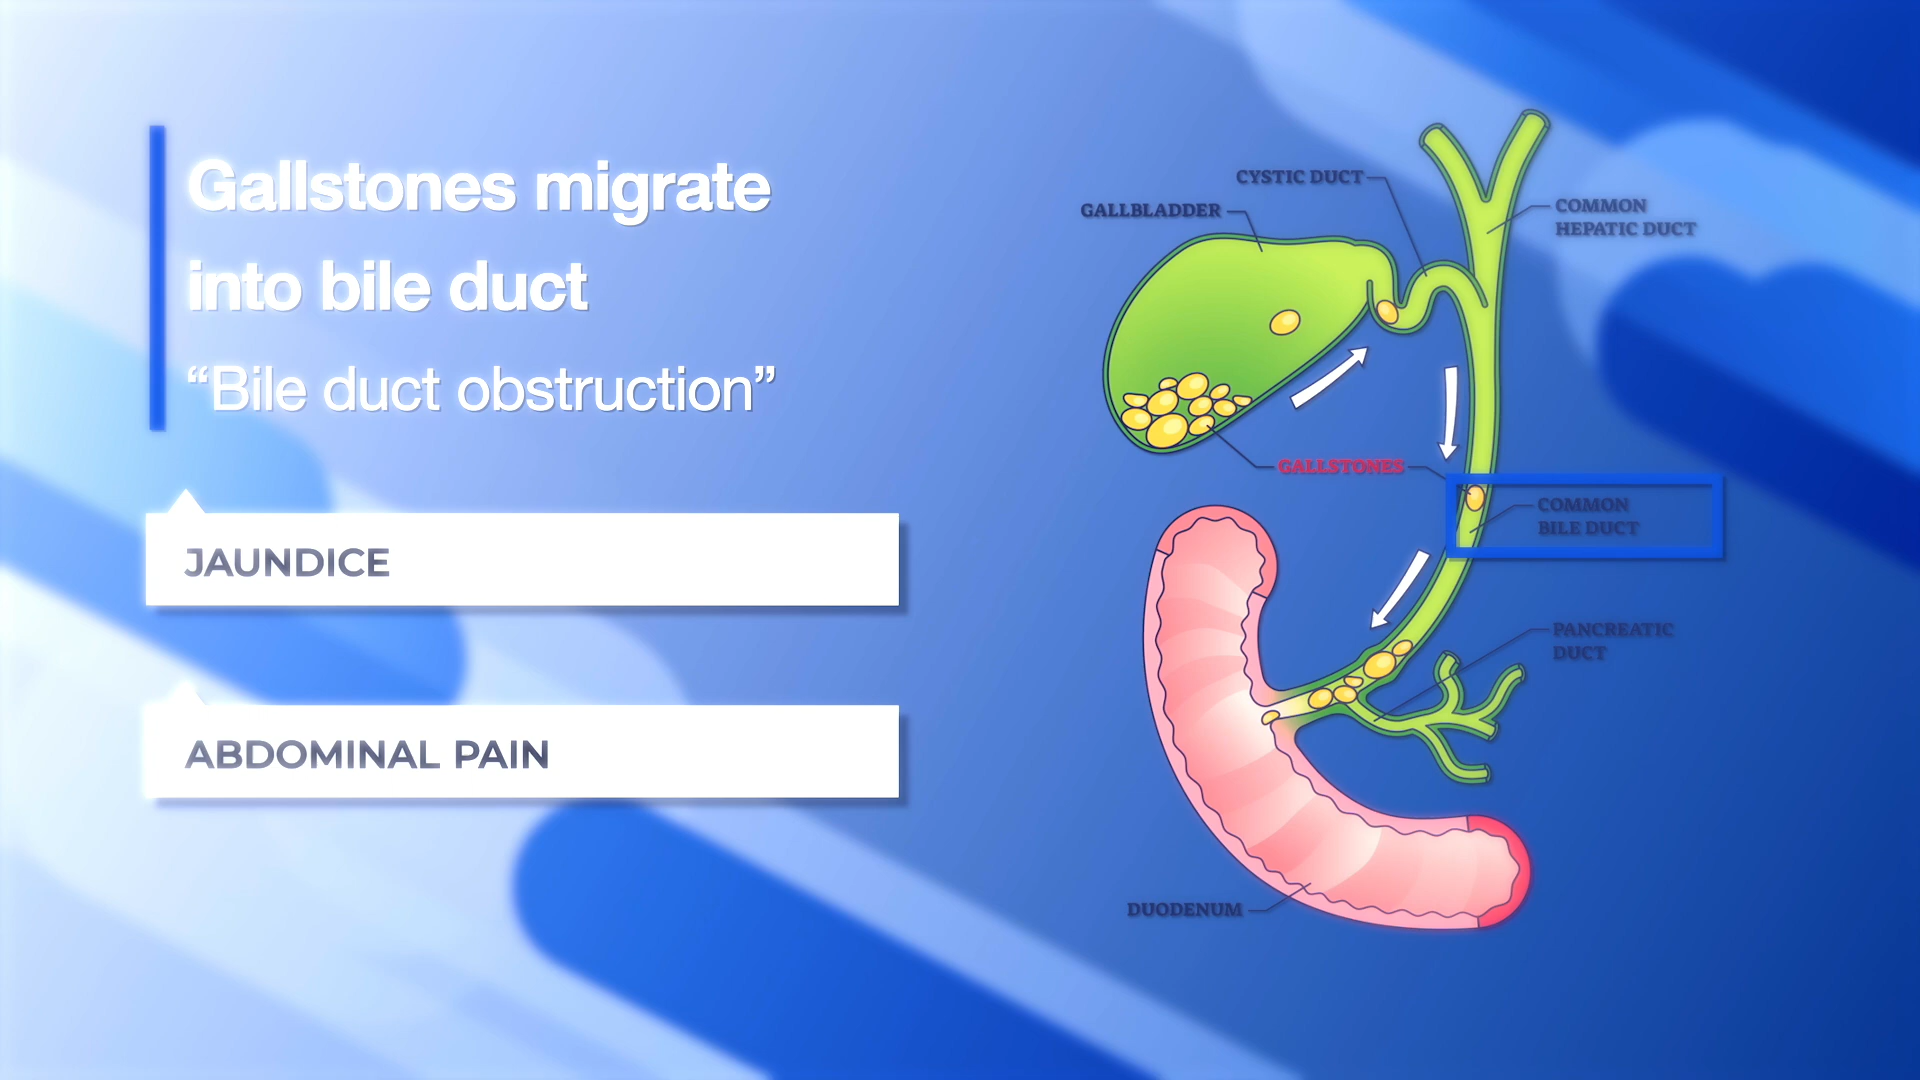 Gallstones migrate
into bile duct
“Bile duct obstruction”
JAUNDICE
ABDOMINAL PAIN
CYSTIC DUCT
GALLBLADDER
COMMON
HEPATIC DUCT
GALLSTONES
COMMON
BILE DUCT
PANCREATIC
DUCT
DUODENUM